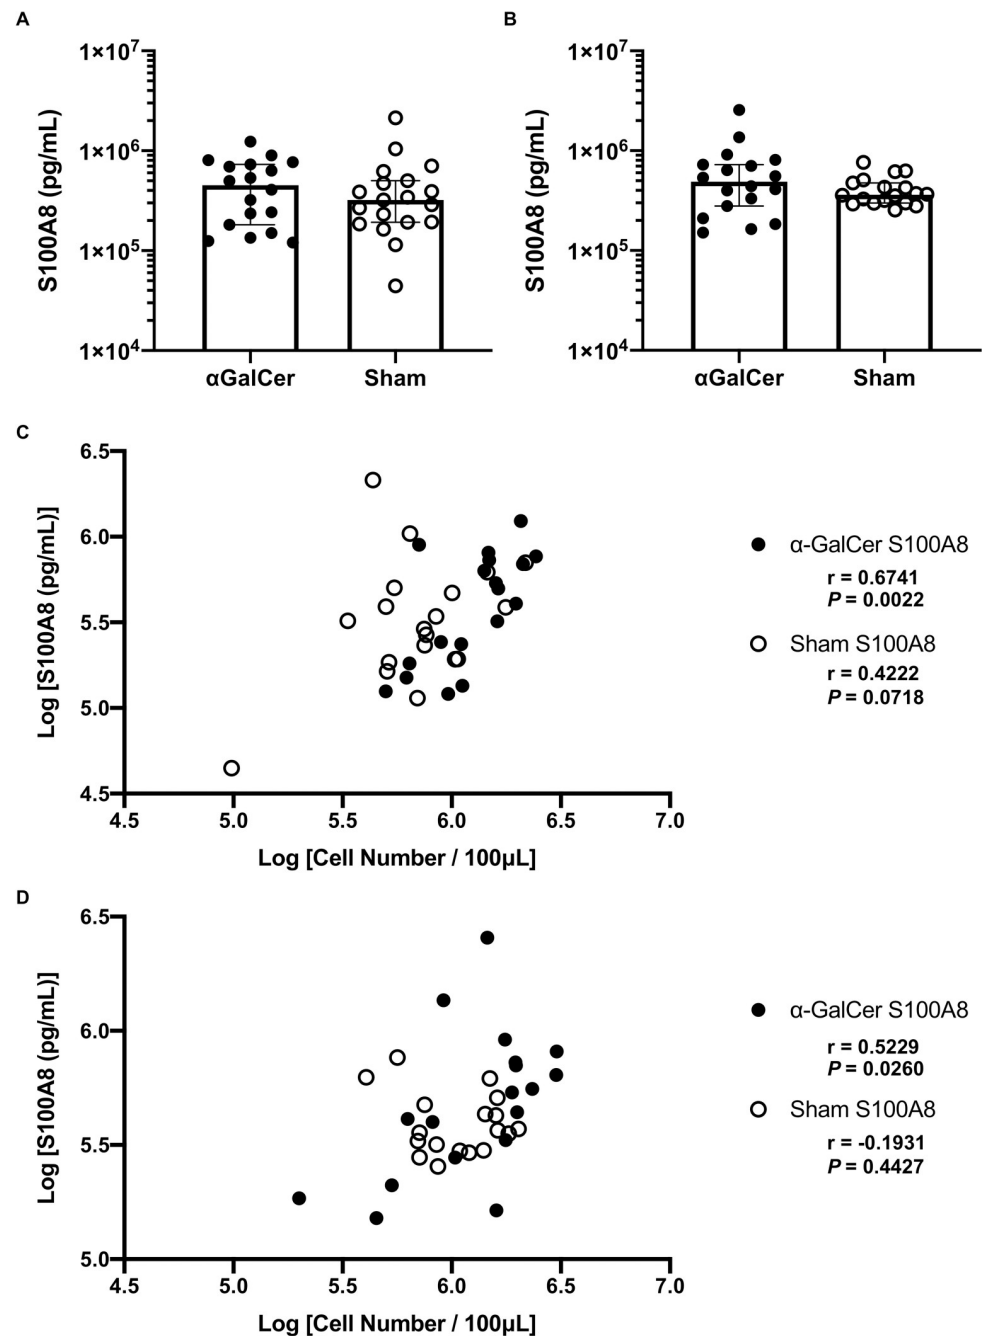 A
B
1×10⁷
1×10⁶
1×10⁵
1×10⁴
S100A8 (pg/mL)
αGalCer
Sham
1×10⁷
1×10⁶
1×10⁵
1×10⁴
S100A8 (pg/mL)
αGalCer
Sham
C
6.5
6.0
5.5
5.0
4.5
Log [S100A8 (pg/mL)]
4.5 5.0 5.5 6.0 6.5 7.0
Log [Cell Number / 100µL]
α-GalCer S100A8
r = 0.6741
P = 0.0022
Sham S100A8
r = 0.4222
P = 0.0718
D
6.5
6.0
5.5
5.0
Log [S100A8 (pg/mL)]
4.5 5.0 5.5 6.0 6.5 7.0
Log [Cell Number / 100µL]
α-GalCer S100A8
r = 0.5229
P = 0.0260
Sham S100A8
r = -0.1931
P = 0.4427